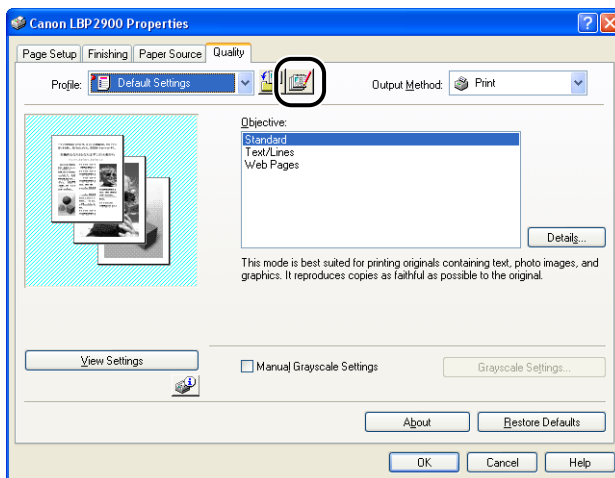 Canon LBP2900 Properties
Page Setup Finishing Paper Source Quality
Profile: Default Settings Output Method: Print
Objective:
Standard
Text/Lines
Web Pages
Details...
This mode is best suited for printing originals containing text, photo images, and
graphics. It reproduces copies as faithful as possible to the original.
View Settings
Manual Grayscale Settings Grayscale Settings...
About Restore Defaults
OK Cancel Help